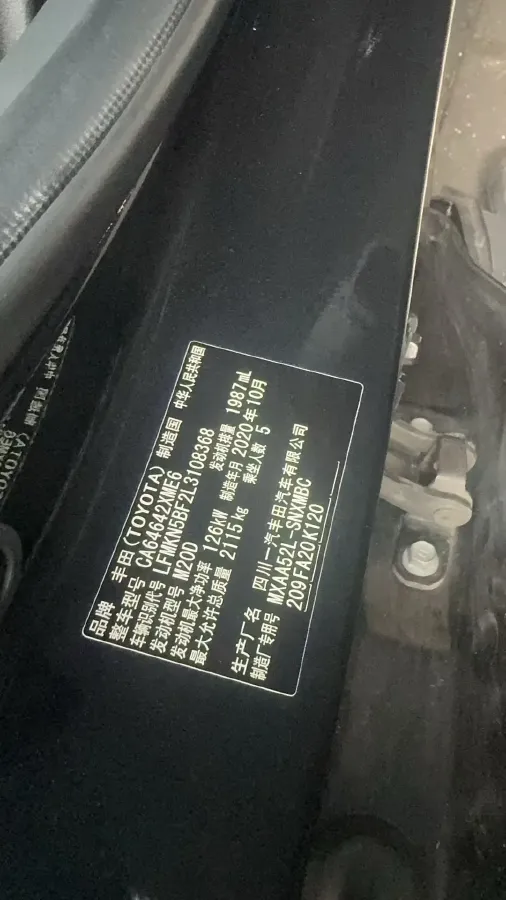 品牌 丰田(TOYOTA) 制造国 中华人民共和国
整车型号 CA64642XME6
车辆识别代号 LFMKN5BF2L3108368
发动机型号 M20D 发动机排量 1987mL
发动机最大净功率 126kW 制造年月 2020年10月
最大允许总质量 2115kg 乘坐人数 5
生产厂名 四川一汽丰田汽车有限公司
制造厂专用号 MXAA52L-SNXMBC
209FA20K120